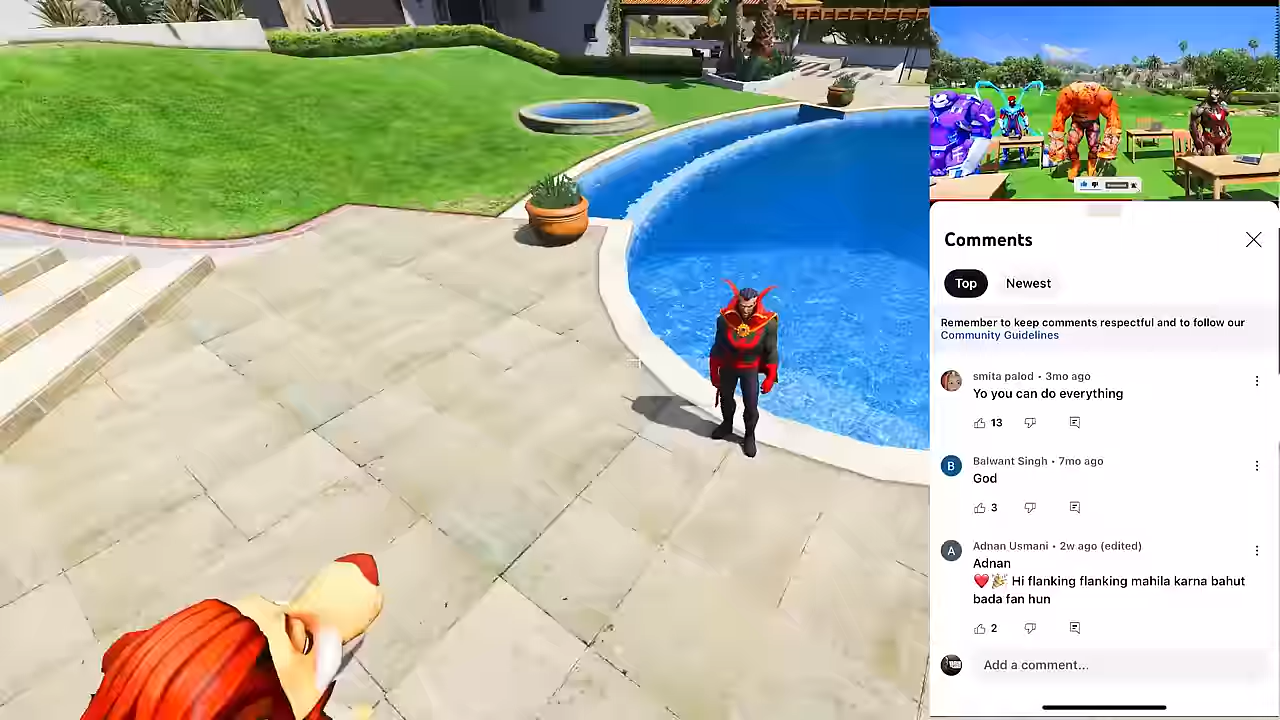 Comments
Top
Newest
Remember to keep comments respectful and to follow our
Community Guidelines
smita palod • 3mo ago
Yo you can do everything
13
B
Balwant Singh • 7mo ago
God
3
A
Adnan Usmani • 2w ago (edited)
Adnan
❤️🎉 Hi flanking flanking mahila karna bahut
bada fan hun
2
Add a comment...